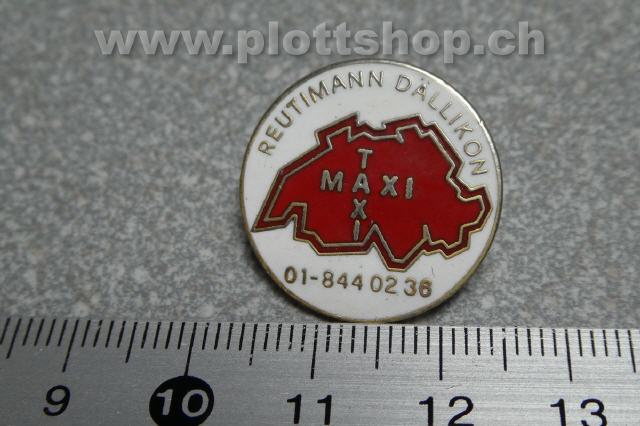 www.plottshop.ch
REUTIMANN DÄLLIKON
TAXI
MAXI
01-844 02 36
9 10 11 12 13